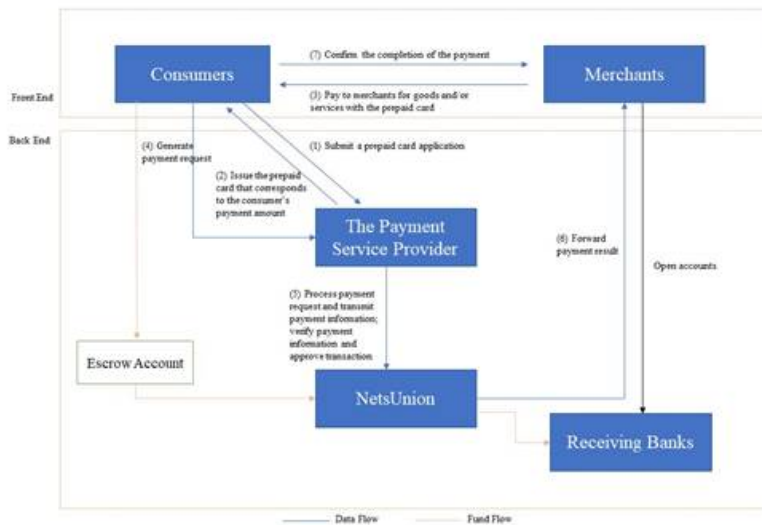 (7) Confirm the completion of the payment
Consumers
Merchants
(3) Pay to merchants for goods and/or
services with the prepaid card
Front End
Back End
(4) Generate
payment request
(1) Submit a prepaid card application
(2) Issue the prepaid
card that corresponds
to the consumer's
payment amount
The Payment
Service Provider
(6) Forward
payment result
Open accounts
(5) Process payment
request and transmit
payment information;
verify payment
information and
approve transaction
Escrow Account
NetsUnion
Receiving Banks
Data Flow
Fund Flow